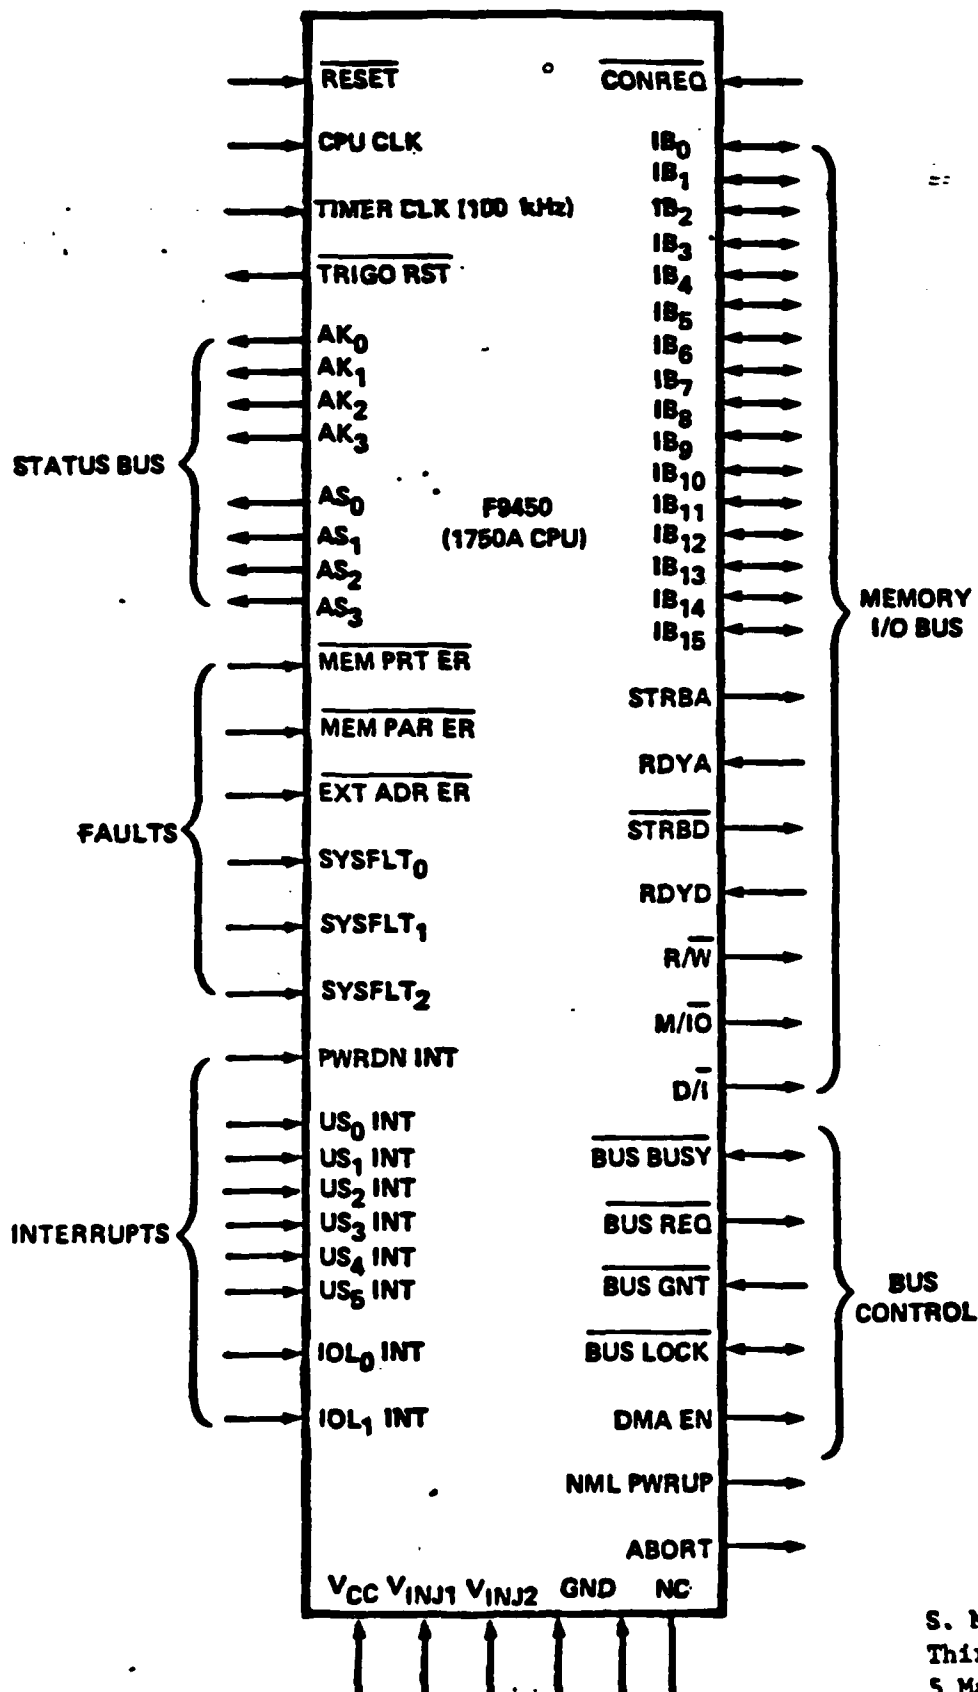 RESET
CPU CLK
TIMER CLK (100 kHz)
TRIGO RST
AK0
AK1
AK2
AK3
STATUS BUS
AS0
AS1
AS2
AS3
MEM PRT ER
MEM PAR ER
EXT ADR ER
FAULTS
SYSFLT0
SYSFLT1
SYSFLT2
PWRDN INT
US0 INT
US1 INT
US2 INT
INTERRUPTS
US3 INT
US4 INT
US5 INT
IOL0 INT
IOL1 INT
F9450
(1750A CPU)
CONREQ
IB0
IB1
IB2
IB3
IB4
IB5
IB6
IB7
IB8
IB9
IB10
IB11
IB12
IB13
IB14
IB15
MEMORY
I/O BUS
STRBA
RDYA
STRBD
RDYD
R/W
M/IO
D/I
BUS BUSY
BUS REQ
BUS GNT
BUS LOCK
DMA EN
BUS
CONTROL
NML PWRUP
ABORT
VCC VINJ1 VINJ2 GND NC
S.
5